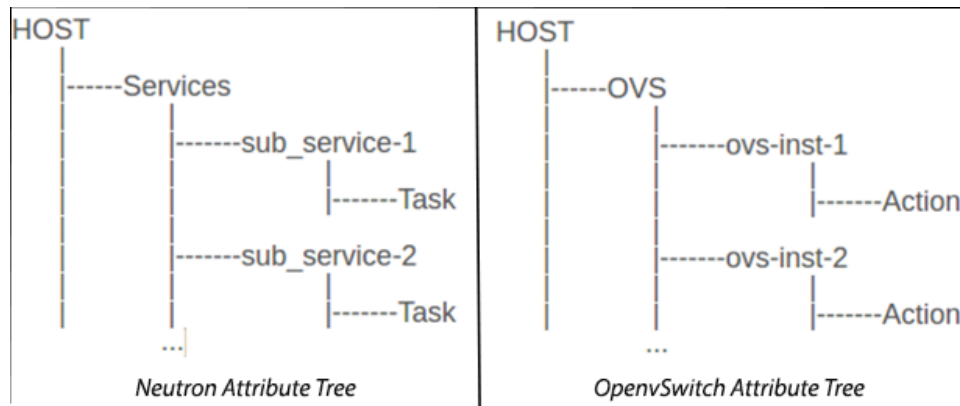 HOST
|------Services
|-------sub_service-1
|-------Task
|-------sub_service-2
|-------Task
...
Neutron Attribute Tree
HOST
|------OVS
|-------ovs-inst-1
|-------Action
|-------ovs-inst-2
|-------Action
...
OpenvSwitch Attribute Tree